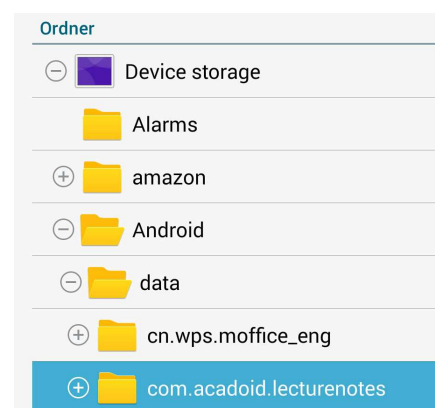 Ordner
Device storage
Alarms
amazon
Android
data
cn.wps.moffice_eng
com.acadoid.lecturenotes